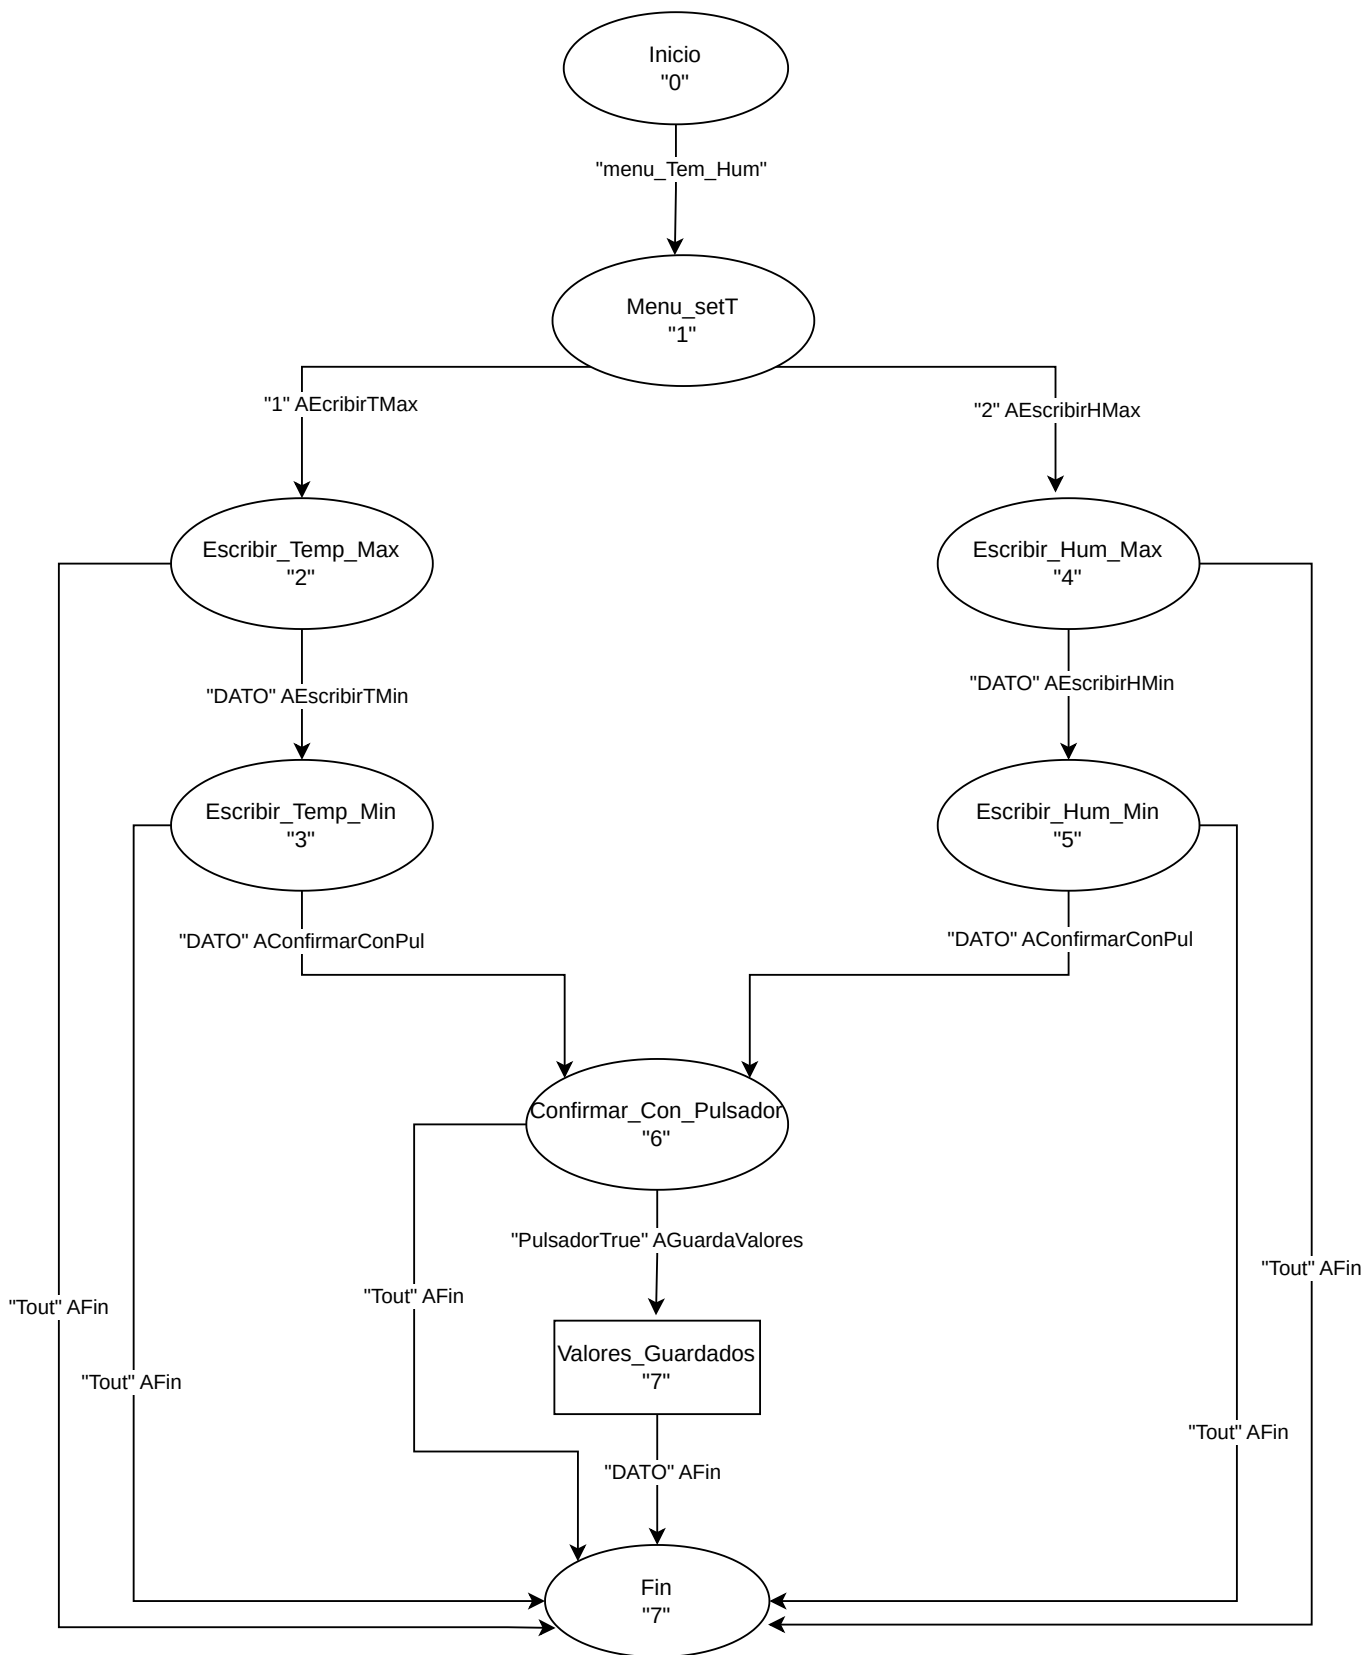 Inicio
"0"
"menu_Tem_Hum"
Menu_setT
"1"
"1" AEcribirTMax
"2" AEscribirHMax
Escribir_Temp_Max
"2"
Escribir_Hum_Max
"4"
"DATO" AEscribirTMin
"DATO" AEscribirHMin
Escribir_Temp_Min
"3"
Escribir_Hum_Min
"5"
"DATO" AConfirmarConPul
"DATO" AConfirmarConPul
Confirmar_Con_Pulsador
"6"
"PulsadorTrue" AGuardaValores
"Tout" AFin
"Tout" AFin
"Tout" AFin
Valores_Guardados
"7"
"Tout" AFin
"Tout" AFin
"DATO" AFin
Fin
"7"